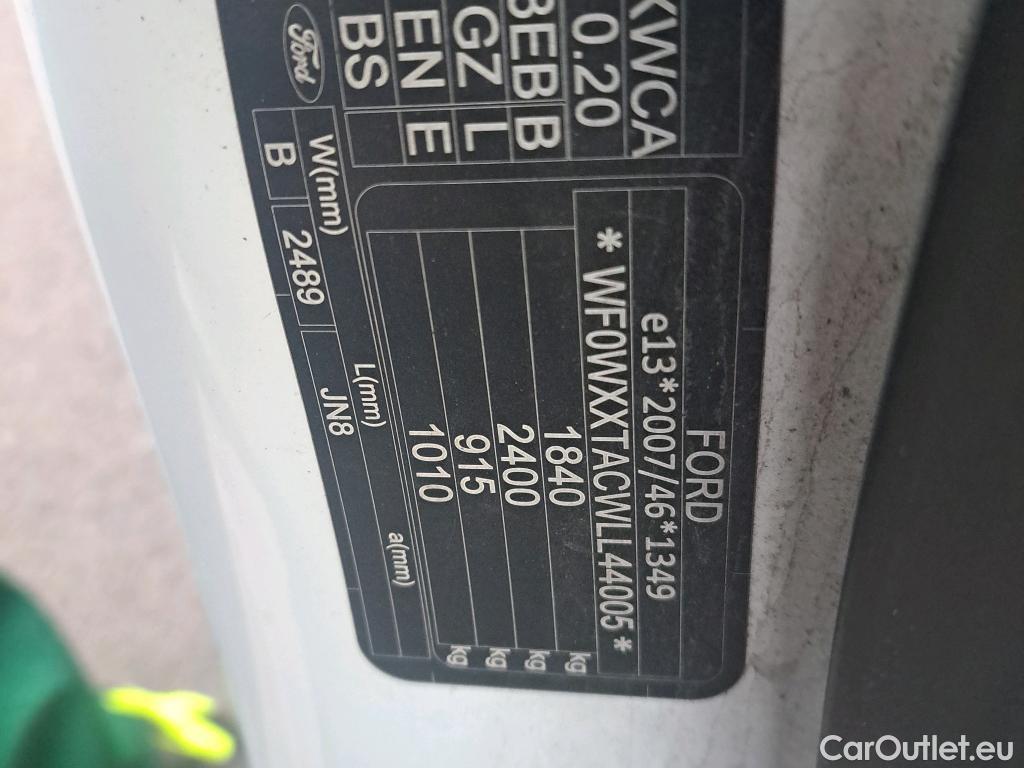 FORD
e13*2007/46*1349
* WF0WXXTACWLL44005 *
1840 kg
2400 kg
915 kg
1010 kg
KWCA
0.20
EB B
GZ L
EN E
BS
Ford
W(mm) L(mm) a(mm)
B 2489 JN8
CarOutlet.eu